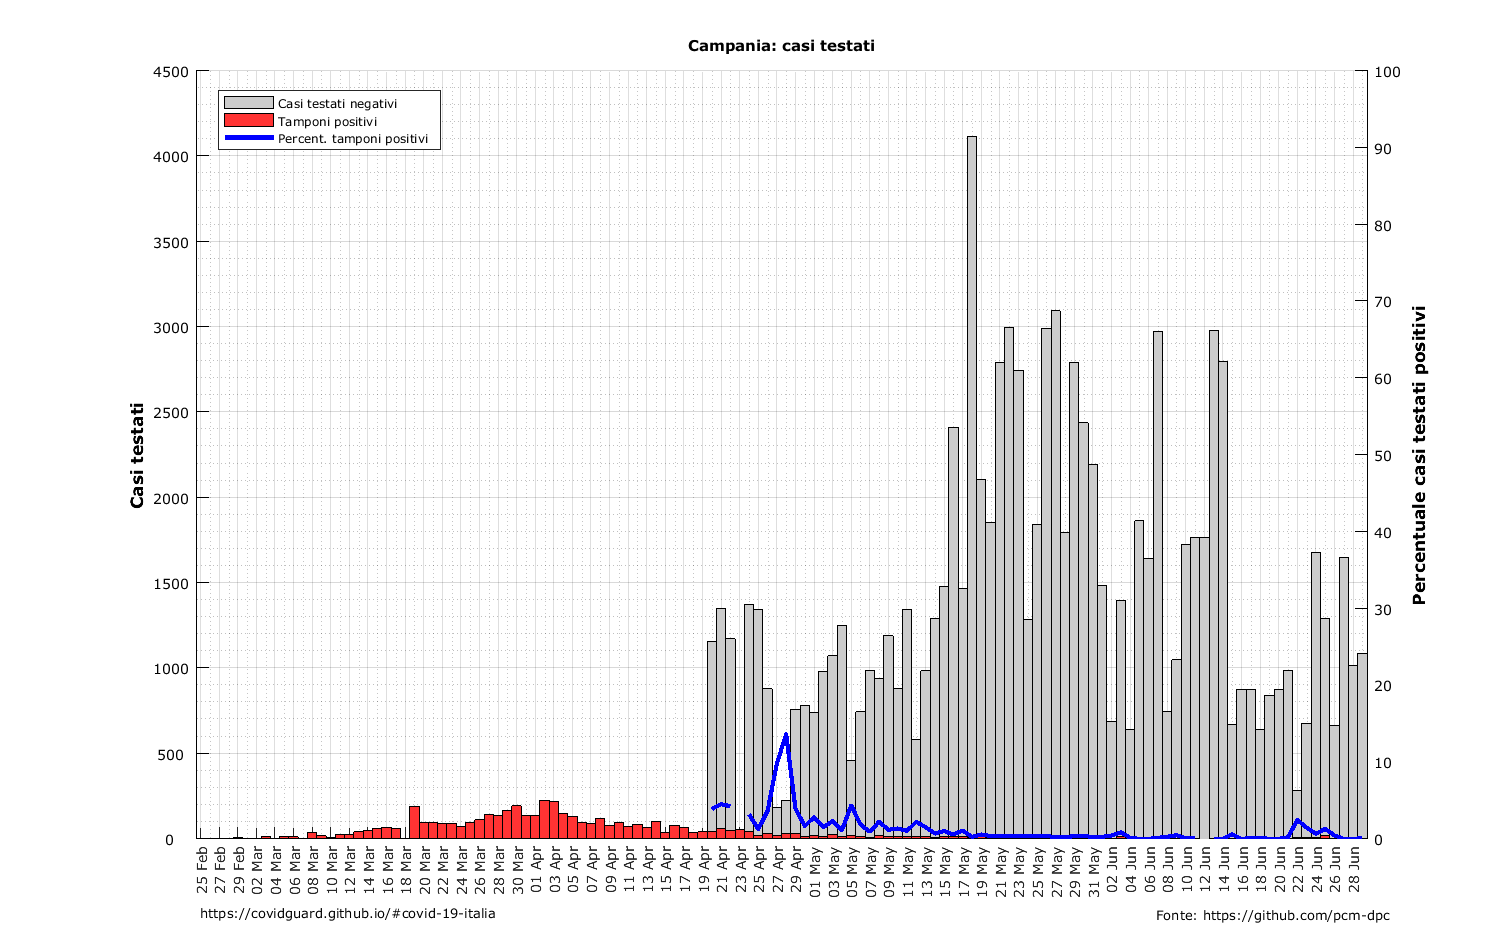 Campania: casi testati
4500
4000
3500
3000
2500
2000
1500
1000
500
0
100
90
80
70
60
50
40
30
20
10
0
Casi testati negativi
Tamponi positivi
Percent. tamponi positivi
Casi testati
Percentuale casi testati positivi
25 Feb
27 Feb
29 Feb
02 Mar
04 Mar
06 Mar
08 Mar
10 Mar
12 Mar
14 Mar
16 Mar
18 Mar
20 Mar
22 Mar
24 Mar
26 Mar
28 Mar
30 Mar
01 Apr
03 Apr
05 Apr
07 Apr
09 Apr
11 Apr
13 Apr
15 Apr
17 Apr
19 Apr
21 Apr
23 Apr
25 Apr
27 Apr
29 Apr
01 May
03 May
05 May
07 May
09 May
11 May
13 May
15 May
17 May
19 May
21 May
23 May
25 May
27 May
29 May
31 May
02 Jun
04 Jun
06 Jun
08 Jun
10 Jun
12 Jun
14 Jun
16 Jun
18 Jun
20 Jun
22 Jun
24 Jun
26 Jun
28 Jun
https://covidguard.github.io/#covid-19-italia
Fonte: https://github.com/pcm-dpc